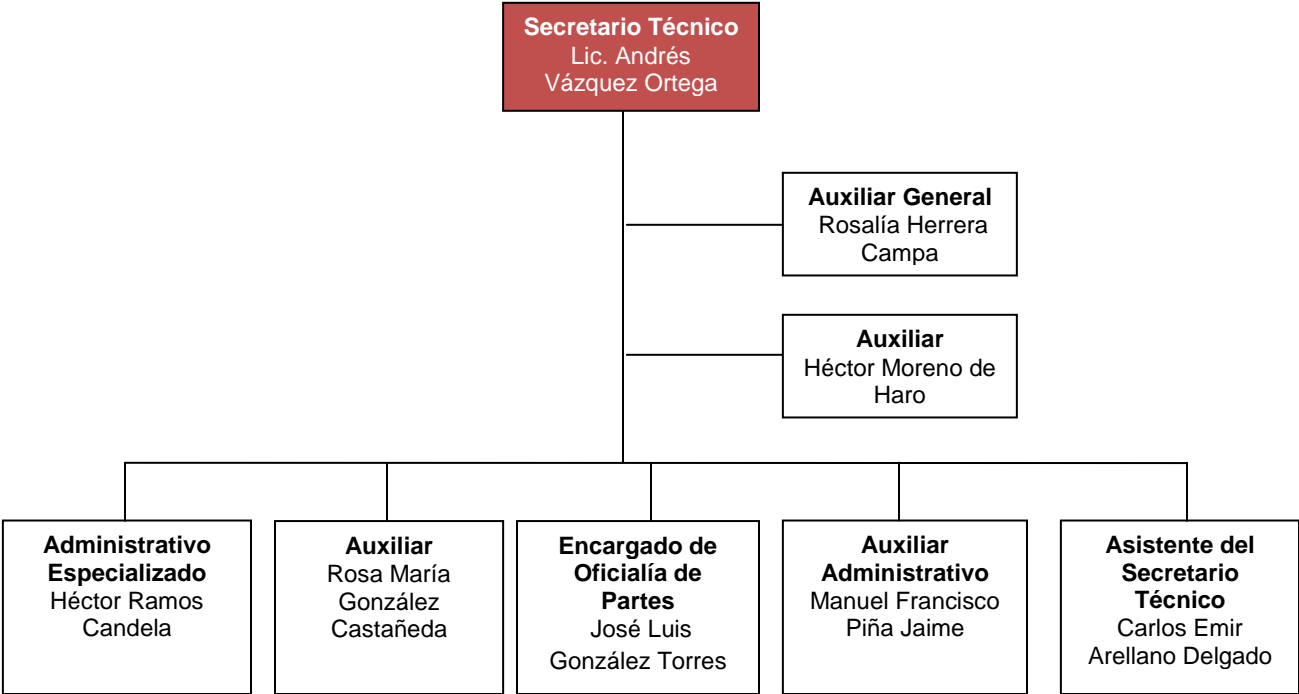 Secretario Técnico
Lic. Andrés
Vázquez Ortega
Auxiliar General
Rosalía Herrera
Campa
Auxiliar
Héctor Moreno de
Haro
Administrativo
Especializado
Héctor Ramos
Candela
Auxiliar
Rosa María
González
Castañeda
Encargado de
Oficialía de
Partes
José Luis
González Torres
Auxiliar
Administrativo
Manuel Francisco
Piña Jaime
Asistente del
Secretario
Técnico
Carlos Emir
Arellano Delgado